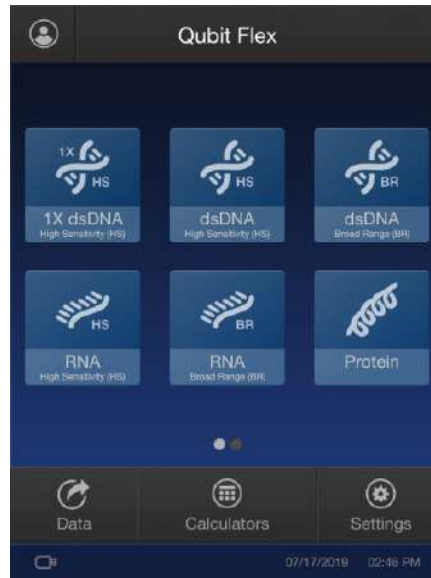 Qubit Flex
1X HS
HS
BR
1X dsDNA
High Sensitivity (HS)
dsDNA
High Sensitivity (HS)
dsDNA
Broad Range (BR)
HS
BR
RNA
High Sensitivity (HS)
RNA
Broad Range (BR)
Protein
Data
Calculators
Settings
07/17/2019 02:46 PM